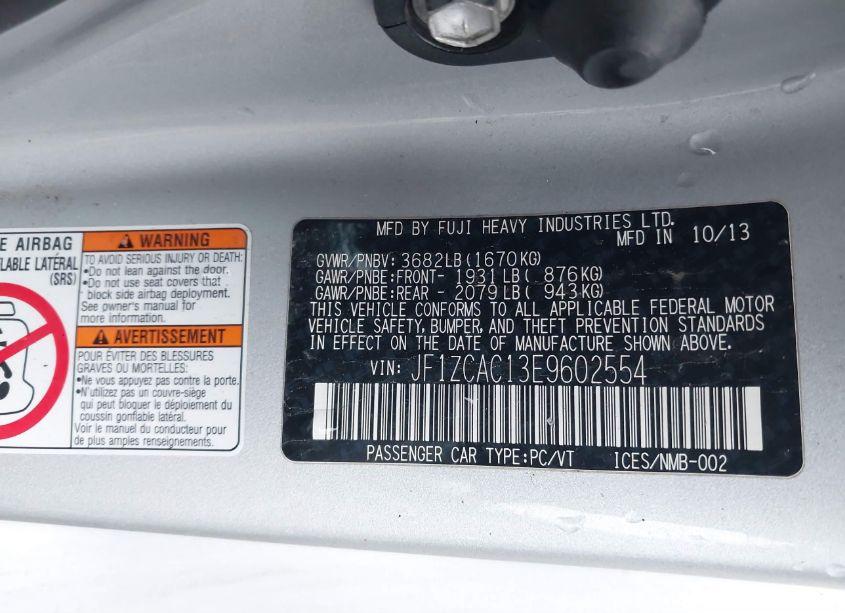 E AIRBAG
LABLE LATÉRAL
(SRS)
WARNING
TO AVOID SERIOUS INJURY OR DEATH:
•Do not lean against the door.
•Do not use seat covers that
block side airbag deployment.
See owner's manual for
more information.
AVERTISSEMENT
POUR ÉVITER DES BLESSURES
GRAVES OU MORTELLES:
•Ne vous appuyez pas contre la porte.
•N'utilisez pas un couvre-siège
qui peut bloquer le déploiement du
coussin gonflable latéral.
Voir le manuel du conducteur pour
de plus amples renseignements.
MFD BY FUJI HEAVY INDUSTRIES LTD.
MFD IN 10/13
GVWR/PNBV: 3682LB(1670KG)
GAWR/PNBE:FRONT- 1931LB( 876KG)
GAWR/PNBE:REAR - 2079LB( 943KG)
THIS VEHICLE CONFORMS TO ALL APPLICABLE FEDERAL MOTOR
VEHICLE SAFETY, BUMPER, AND THEFT PREVENTION STANDARDS
IN EFFECT ON THE DATE OF MANUFACTURE SHOWN ABOVE.
VIN: JF1ZCAC13E9602554
PASSENGER CAR TYPE:PC/VT ICES/NMB-002